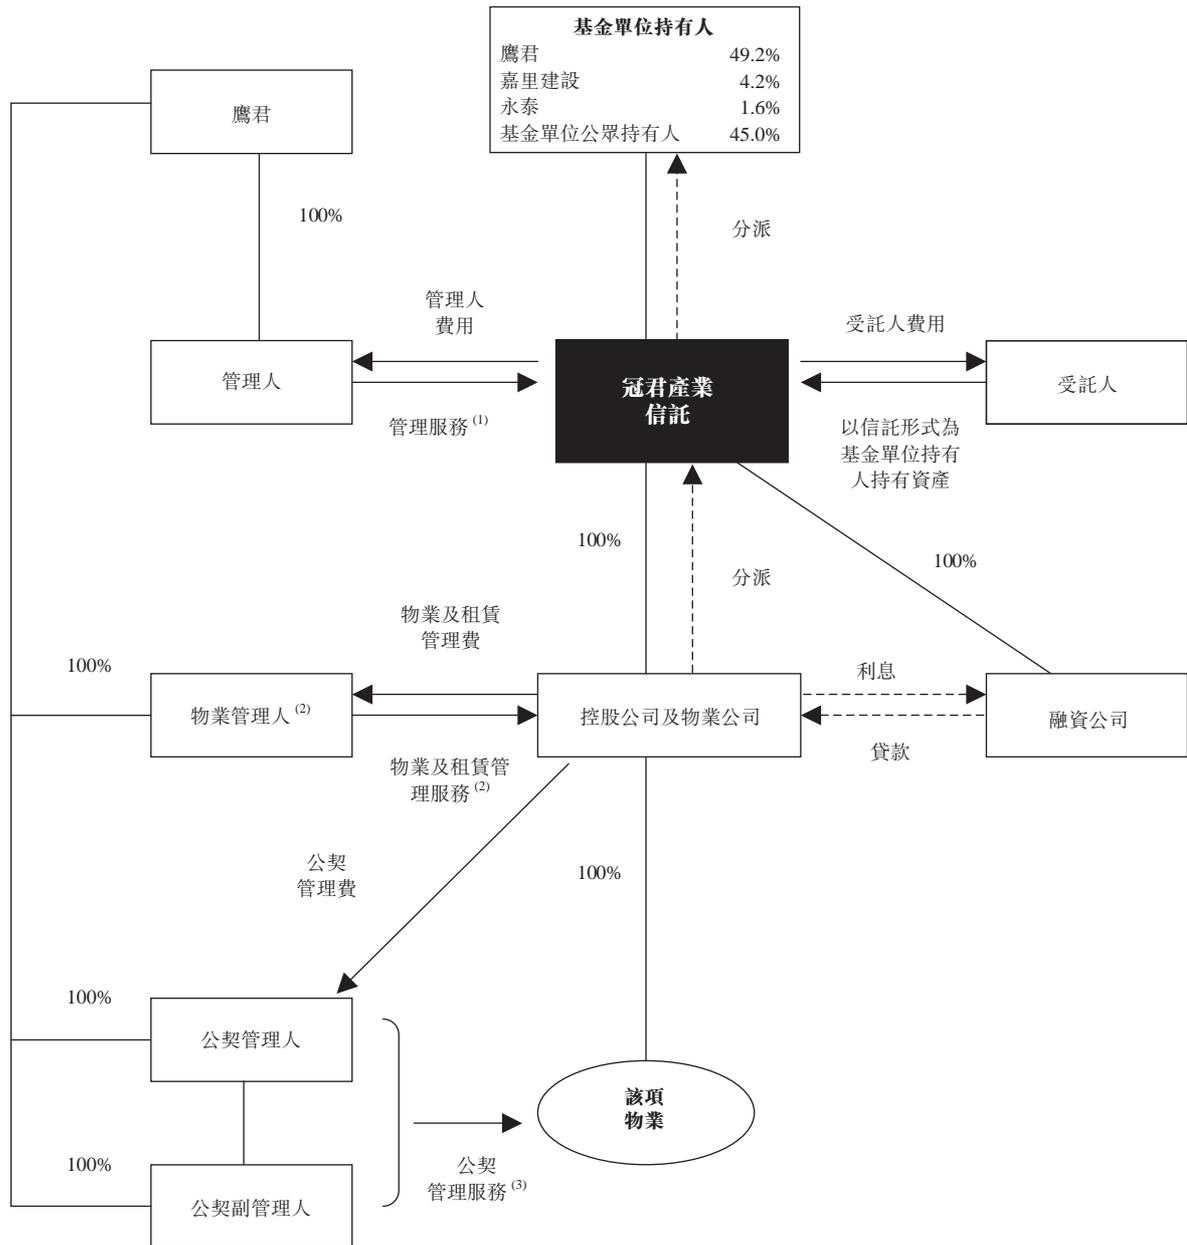 基金單位持有人
鷹君 49.2%
嘉里建設 4.2%
永泰 1.6%
基金單位公眾持有人 45.0%
鷹君
100%
分派
管理人
費用
受託人費用
管理人
冠君產業
信託
受託人
管理服務(1)
以信託形式為
基金單位持有
人持有資產
100%
100%
分派
物業及租賃
管理費
100%
利息
物業管理人(2)
控股公司及物業公司
融資公司
貸款
物業及租賃管
理服務(2)
公契
管理費
100%
100%
公契管理人
該項
物業
100%
公契
管理服務(3)
公契副管理人